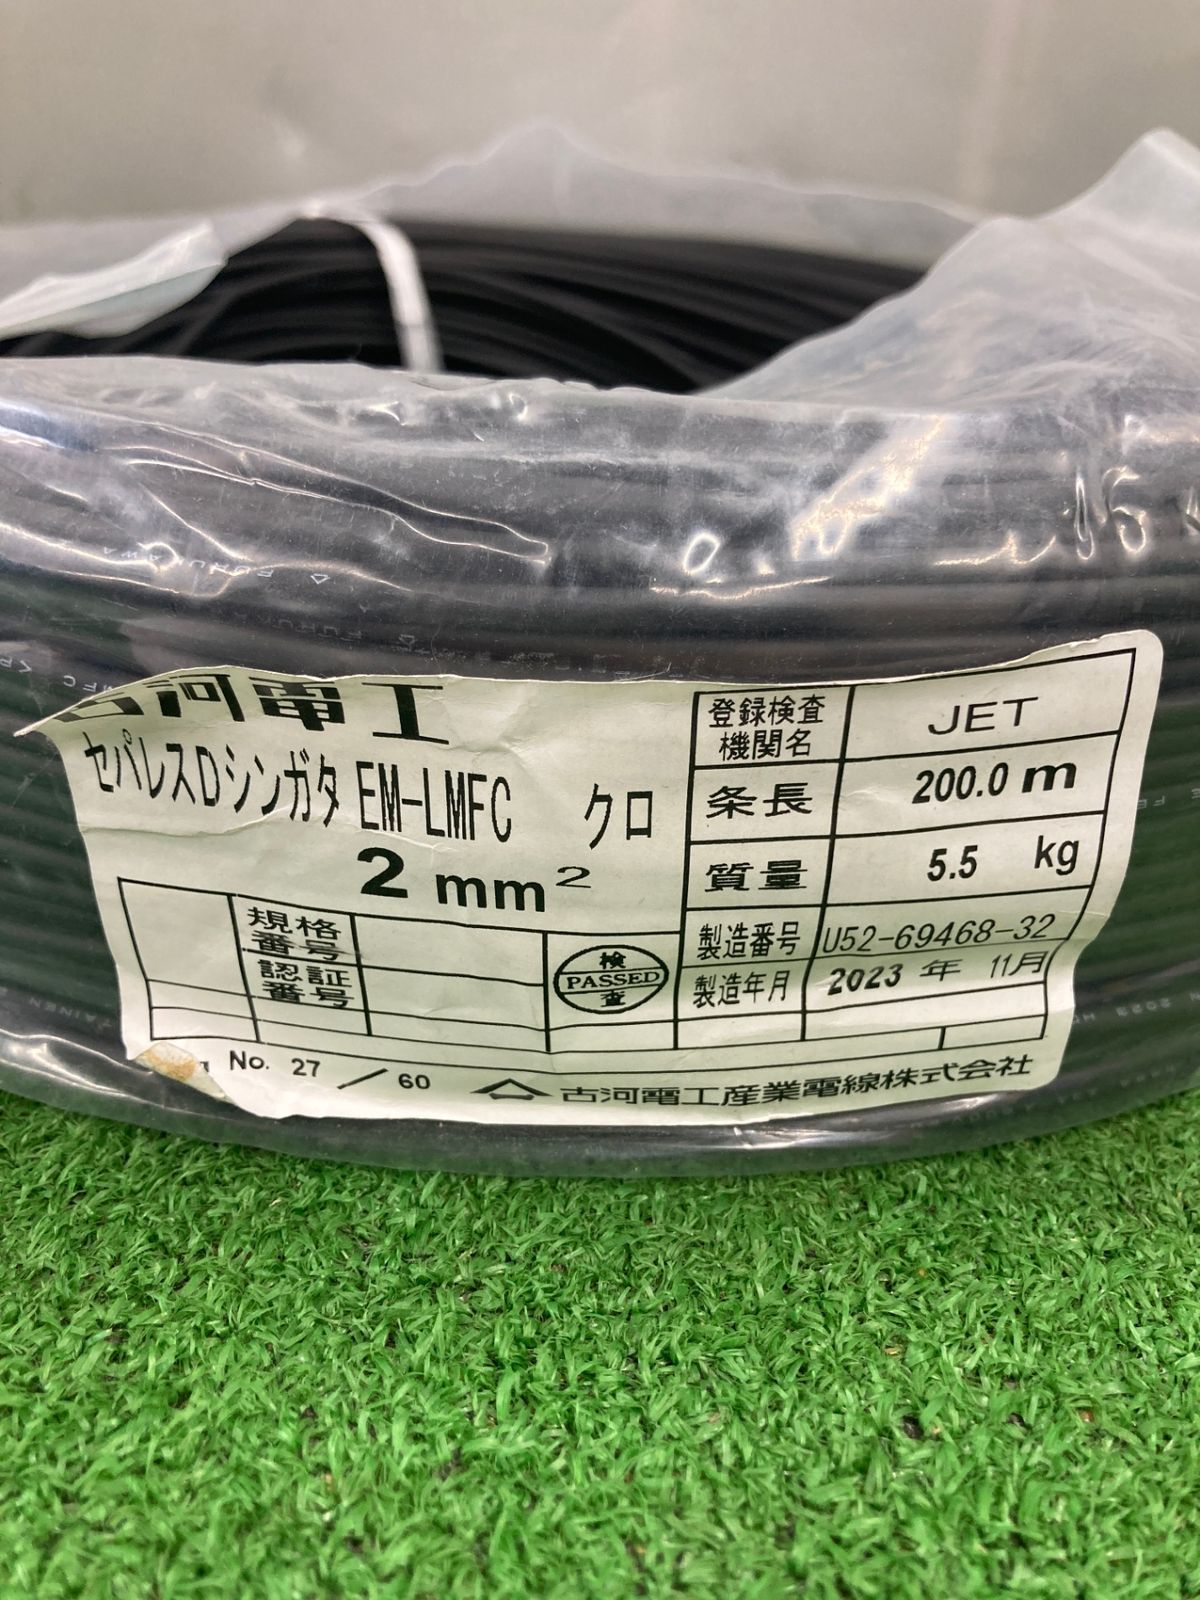 古河電工
セパレスDシンガタ EM-LMFC クロ
2 mm²
規格番号
認証番号
検 PASSED 査
登録検査機関名 JET
条長 200.0 m
質量 5.5 kg
製造番号 U52-69468-32
製造年月 2023 年 11月
No. 27 / 60
古河電工産業電線株式会社